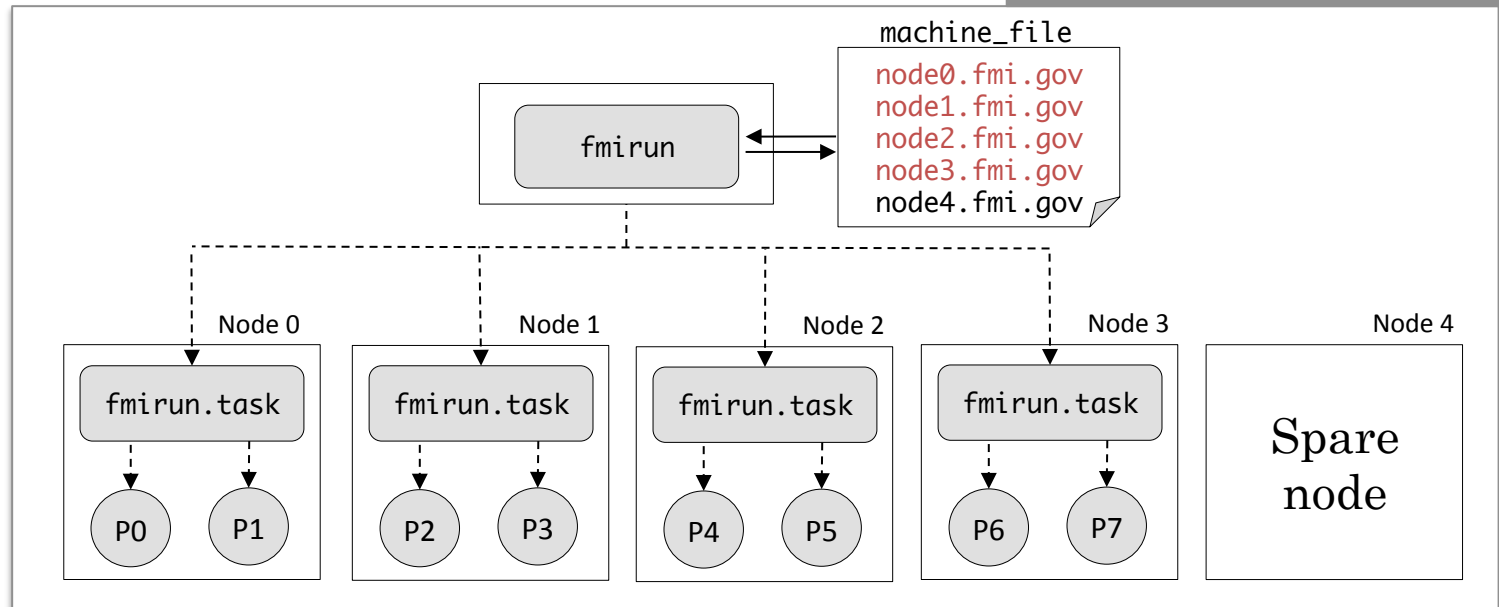 machine_file
node0.fmi.gov
node1.fmi.gov
node2.fmi.gov
node3.fmi.gov
node4.fmi.gov
fmirun
Node 0
Node 1
Node 2
Node 3
Node 4
fmirun.task
fmirun.task
fmirun.task
fmirun.task
Spare
node
P0
P1
P2
P3
P4
P5
P6
P7